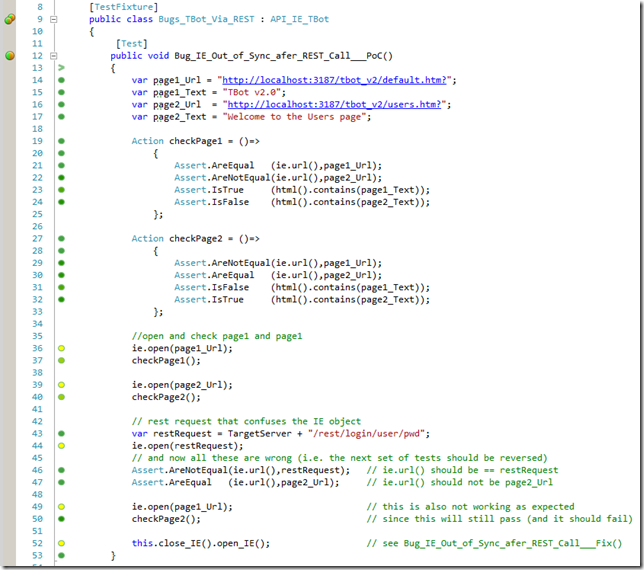 8 [TestFixture]
9 public class Bugs_TBot_Via_REST : API_IE_TBot
10 {
11 [Test]
12 public void Bug_IE_Out_of_Sync_afer_REST_Call___PoC()
13 {
14 var page1_Url = "http://localhost:3187/tbot_v2/default.htm?";
15 var page1_Text = "TBot v2.0";
16 var page2_Url = "http://localhost:3187/tbot_v2/users.htm?";
17 var page2_Text = "Welcome to the Users page";
18
19 Action checkPage1 = ()=>
20 {
21 Assert.AreEqual (ie.url(),page1_Url);
22 Assert.AreNotEqual(ie.url(),page2_Url);
23 Assert.IsTrue (html().contains(page1_Text));
24 Assert.IsFalse (html().contains(page2_Text));
25 };
26
27 Action checkPage2 = ()=>
28 {
29 Assert.AreNotEqual(ie.url(),page1_Url);
30 Assert.AreEqual (ie.url(),page2_Url);
31 Assert.IsFalse (html().contains(page1_Text));
32 Assert.IsTrue (html().contains(page2_Text));
33 };
34
35 //open and check page1 and page1
36 ie.open(page1_Url);
37 checkPage1();
38
39 ie.open(page2_Url);
40 checkPage2();
41
42 // rest request that confuses the IE object
43 var restRequest = TargetServer + "/rest/login/user/pwd";
44 ie.open(restRequest);
45 // and now all these are wrong (i.e. the next set of tests should be reversed)
46 Assert.AreNotEqual(ie.url(),restRequest); // ie.url() should be == restRequest
47 Assert.AreEqual (ie.url(),page2_Url); // ie.url() should not be page2_Url
48
49 ie.open(page1_Url); // this is also not working as expected
50 checkPage2(); // since this will still pass (and it should fail)
51
52 this.close_IE().open_IE(); // see Bug_IE_Out_of_Sync_afer_REST_Call___Fix()
53 }